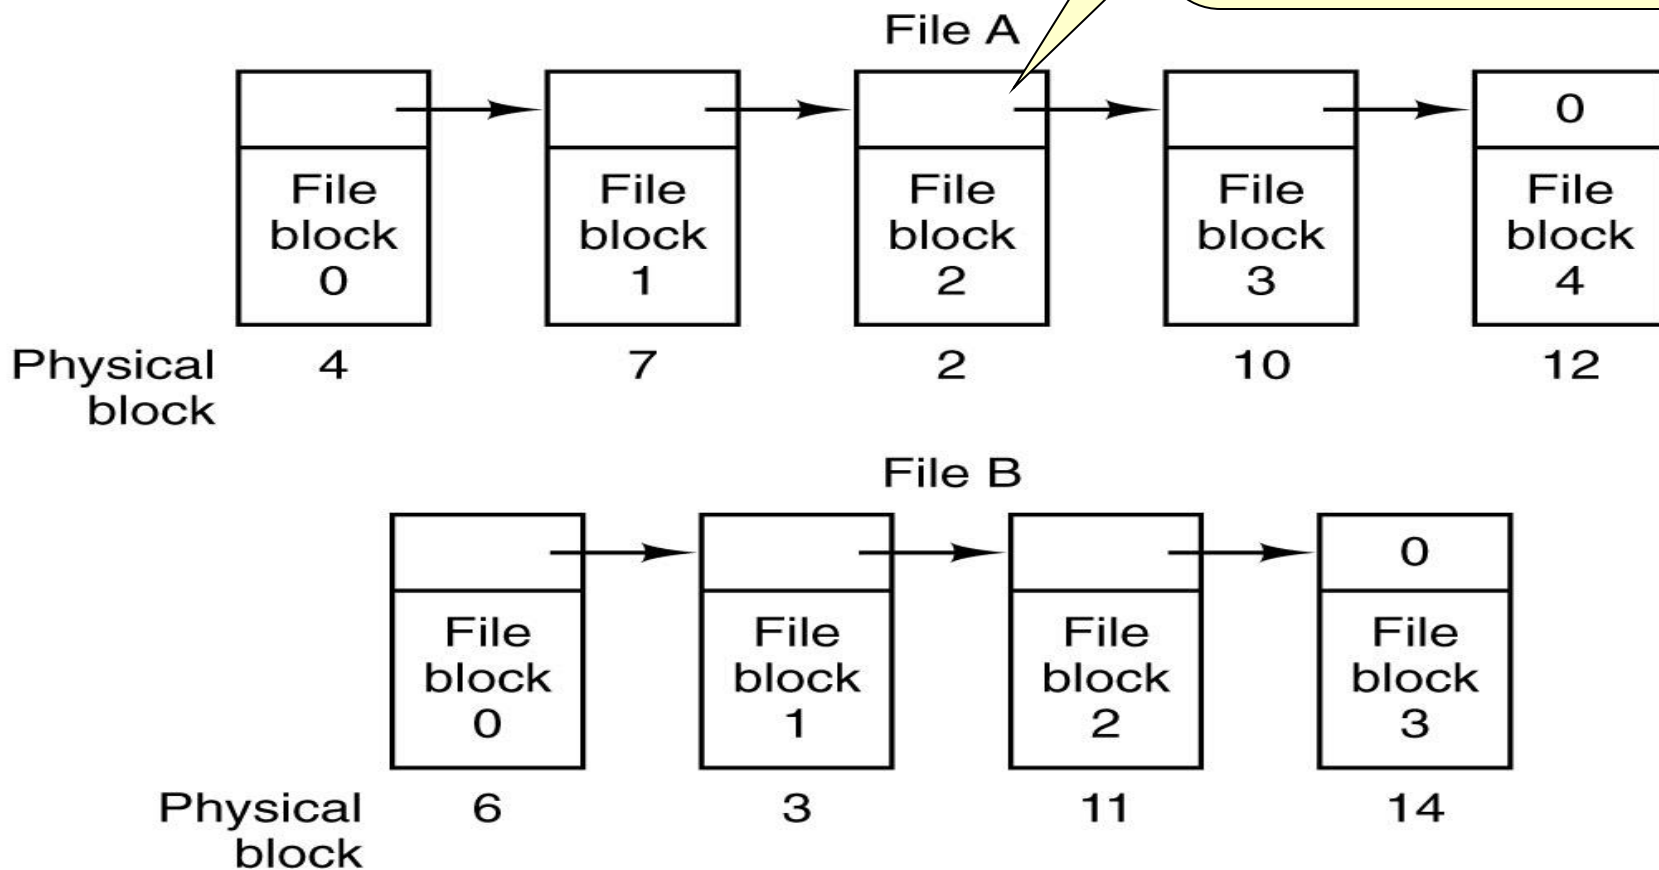 File A
0
File File File File File
block block block block block
0 1 2 3 4
Physical 4 7 2 10 12
block
File B
0
File File File File
block block block block
0 1 2 3
Physical 6 3 11 14
block